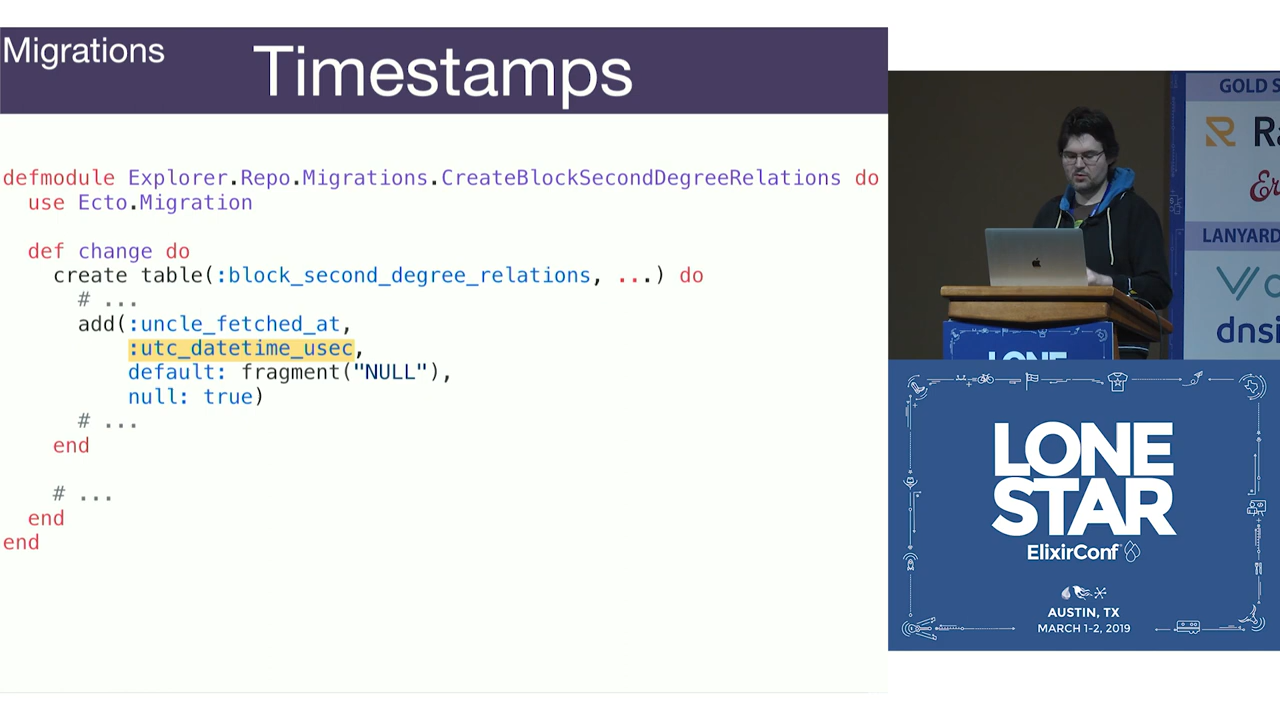 Migrations
Timestamps
defmodule Explorer.Repo.Migrations.CreateBlockSecondDegreeRelations do
  use Ecto.Migration
  def change do
    create table(:block_second_degree_relations, ...) do
      # ...
      add(:uncle_fetched_at,
          :utc_datetime_usec,
          default: fragment("NULL"),
          null: true)
      # ...
    end
    # ...
  end
end
GOLD S
LANYARD
dnsi
LONE
LONE
STAR
ElixirConf
AUSTIN, TX
MARCH 1-2, 2019